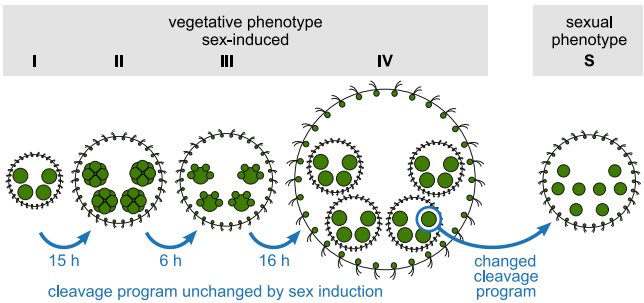 vegetative phenotype
sex-induced
I II III IV
sexual
phenotype
S
15 h 6 h 16 h
changed
cleavage
program
cleavage program unchanged by sex induction